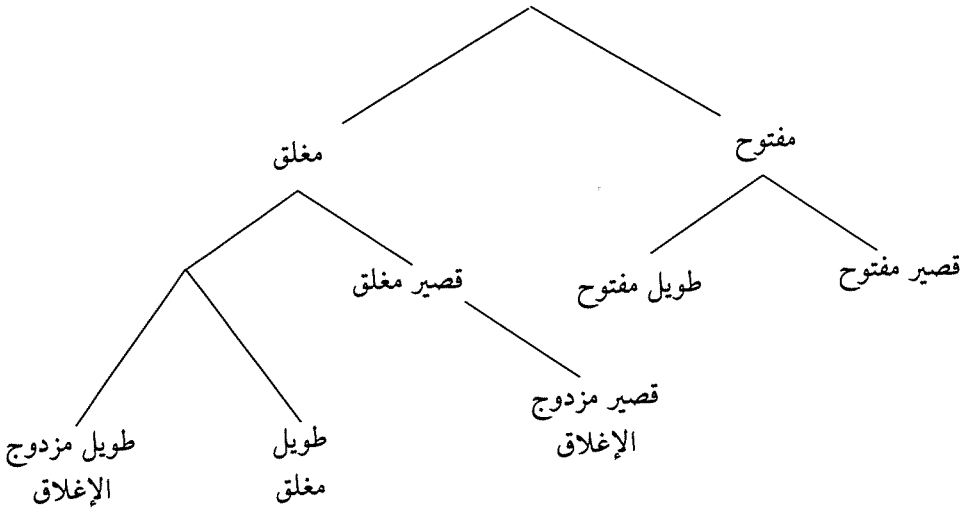 مفتوح
مغلق
قصير مفتوح
طويل مفتوح
قصير مغلق
قصير مزدوج
الإغلاق
طويل
مغلق
طويل مزدوج
الإغلاق